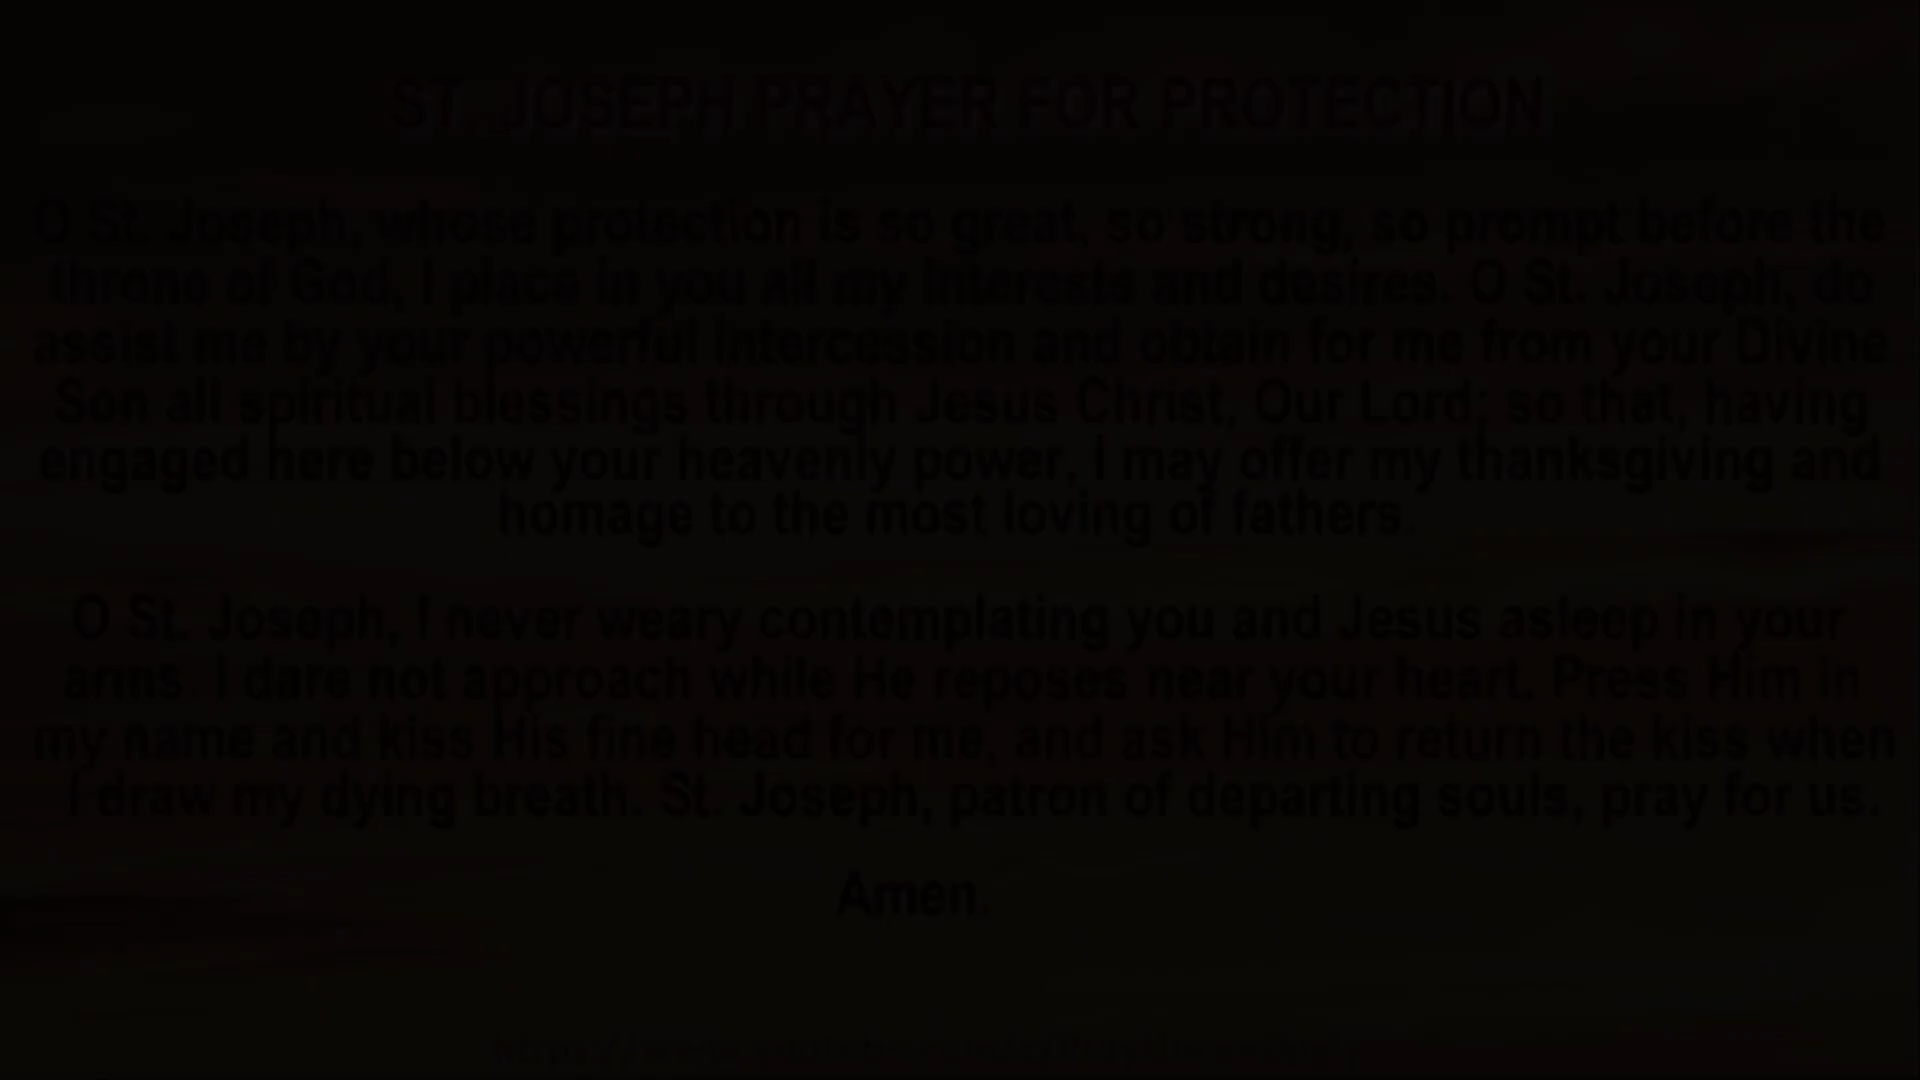 ST. JOSEPH PRAYER FOR PROTECTION
O St. Joseph, whose protection is so great, so strong, so prompt before the
throne of God, I place in you all my interests and desires. O St. Joseph, do
assist me by your powerful intercession and obtain for me from your Divine
Son all spiritual blessings through Jesus Christ, Our Lord; so that, having
engaged here below your heavenly power, I may offer my thanksgiving and
homage to the most loving of fathers.
O St. Joseph, I never weary contemplating you and Jesus asleep in your
arms. I dare not approach while He reposes near your heart. Press Him in
my name and kiss His fine head for me, and ask Him to return the kiss when
I draw my dying breath. St. Joseph, patron of departing souls, pray for us.
Amen.